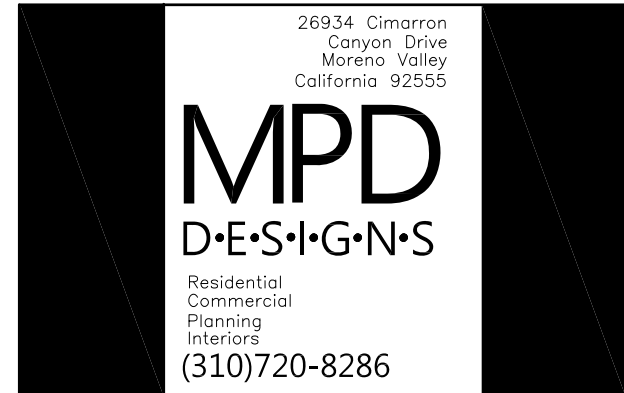 26934 Cimarron
Canyon Drive
Moreno Valley
California 92555
MPD
D•E•S•I•G•N•S
Residential
Commercial
Planning
Interiors
(310)720-8286